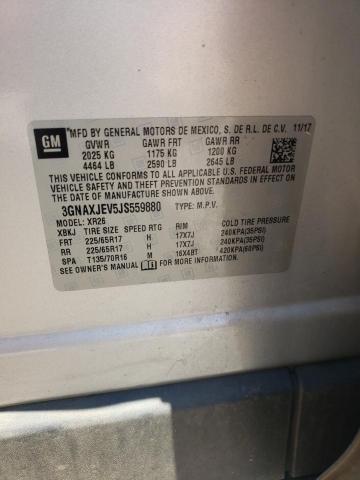 GM
MFD BY GENERAL MOTORS DE MEXICO, S. DE R.L. DE C.V. 11/17
GVWR GAWR FRT GAWR RR
2025 KG 1175 KG 1200 KG
4464 LB 2590 LB 2645 LB
THIS VEHICLE CONFORMS TO ALL APPLICABLE U.S. FEDERAL
MOTOR VEHICLE SAFETY AND THEFT PREVENTION STANDARDS IN EFFECT ON
THE DATE OF MANUFACTURE SHOWN ABOVE.
3GNAXJEV5JS559880 TYPE: M.P.V.
XR26
XBKJ TIRE SIZE SPEED RTG RIM COLD TIRE PRESSURE
FRT 225/65R17 H 17X7J 240KPA(35PSI)
RR 225/65R17 H 17X7J 240KPA(35PSI)
SPA T135/70R16 M 16X4BT 420KPA(60PSI)
SEE OWNER'S MANUAL FOR MORE INFORMATION.